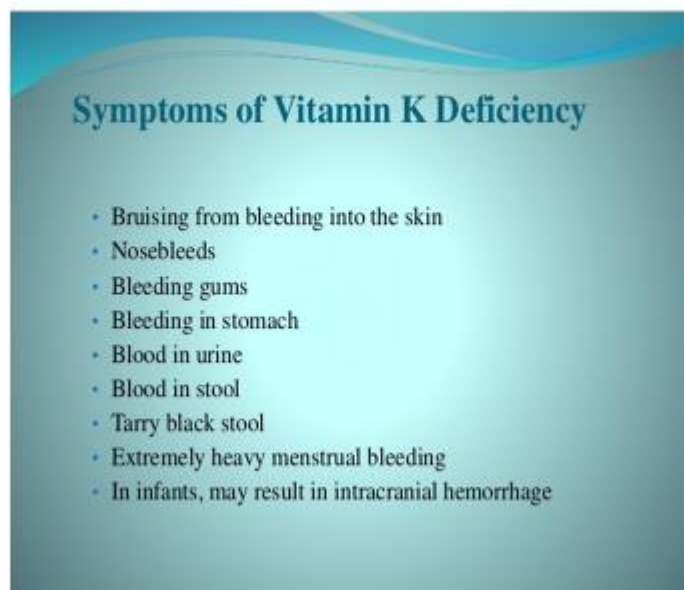 Symptoms of Vitamin K Deficiency
• Bruising from bleeding into the skin
• Nosebleeds
• Bleeding gums
• Bleeding in stomach
• Blood in urine
• Blood in stool
• Tarry black stool
• Extremely heavy menstrual bleeding
• In infants, may result in intracranial hemorrhage